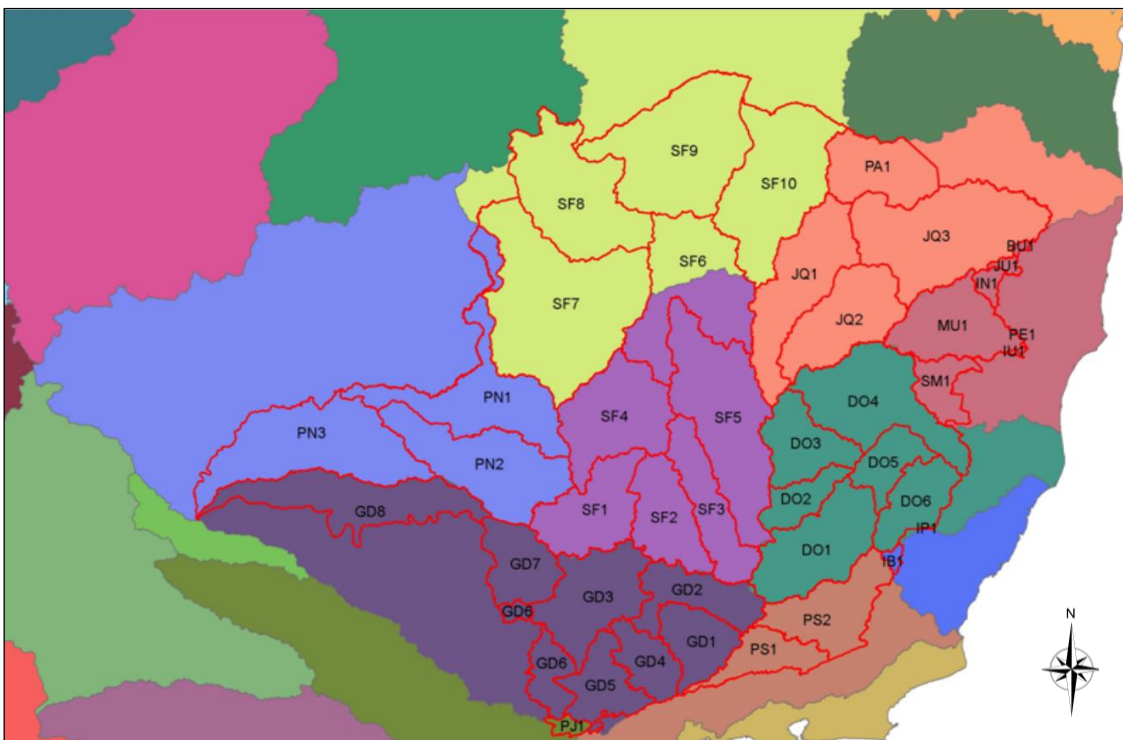 SF9
PA1
SF10
SF8
JQ3
BU1
SF6
JU1
JQ1
IN1
SF7
JQ2
MU1
PE1
IU1
SM1
PN1
DO4
SF4
SF5
PN3
DO3
PN2
DO5
SF3
DO2
DO6
SF1
GD8
SF2
IP1
DO1
IB1
GD7
GD2
GD3
GD6
PS2
N
GD1
PS1
GD6
GD4
GD5
PJ1